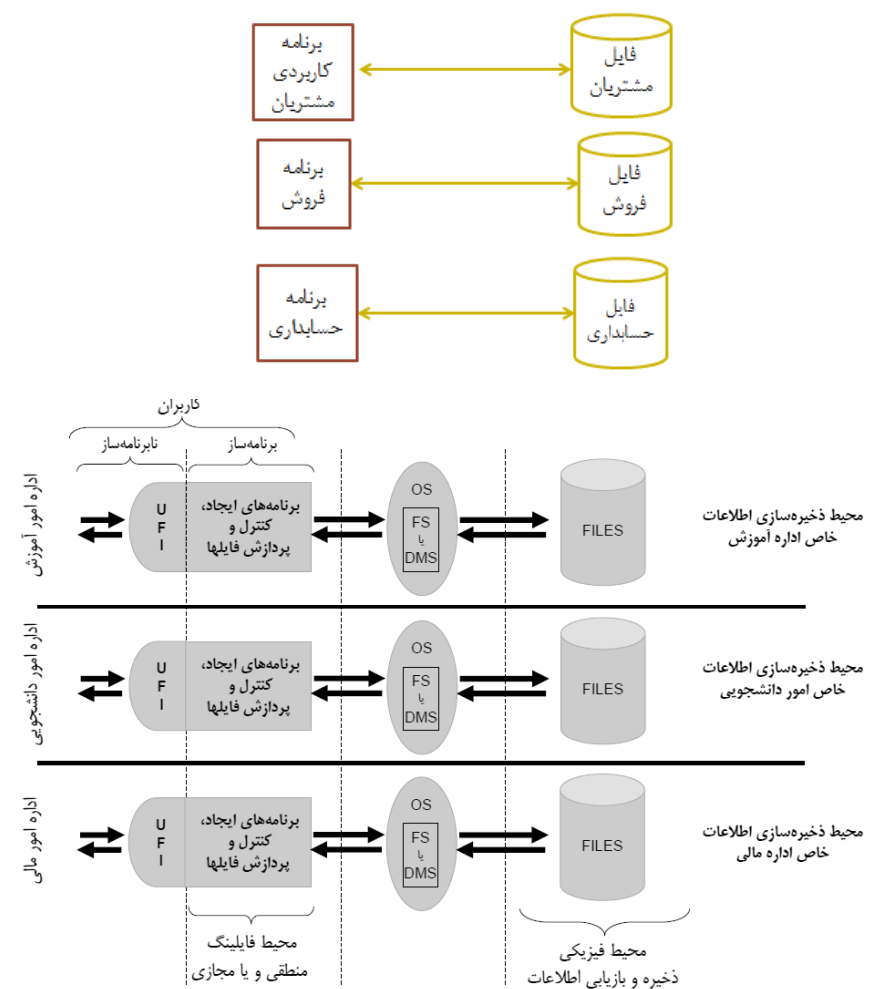 برنامه
کاربردی
مشتریان
فایل
مشتریان
برنامه
فروش
فایل
فروش
برنامه
حسابداری
فایل
حسابداری
کاربران
برنامه‌ساز
نابرنامه‌ساز
اداره امور آموزش
U
F
I
برنامه‌های ایجاد،
کنترل و
پردازش فایلها
OS
FS
یا
DMS
FILES
محیط ذخیره‌سازی اطلاعات
خاص اداره آموزش
اداره امور دانشجویی
U
F
I
برنامه‌های ایجاد،
کنترل و
پردازش فایلها
OS
FS
یا
DMS
FILES
محیط ذخیره‌سازی اطلاعات
خاص امور دانشجویی
اداره امور مالی
U
F
I
برنامه‌های ایجاد،
کنترل و
پردازش فایلها
OS
FS
یا
DMS
FILES
محیط ذخیره‌سازی اطلاعات
خاص اداره مالی
محیط فایلینگ
منطقی و یا مجازی
محیط فیزیکی
ذخیره و بازیابی اطلاعات